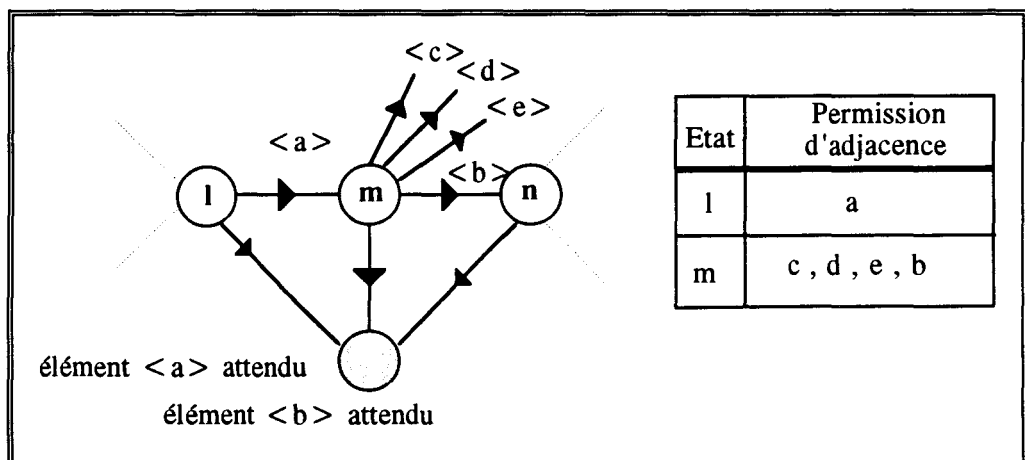 <c>
<d>
<e>
<a>
<b>
l
m
n
élément <a> attendu
élément <b> attendu
Etat
Permission
d'adjacence
l
a
m
c , d , e , b